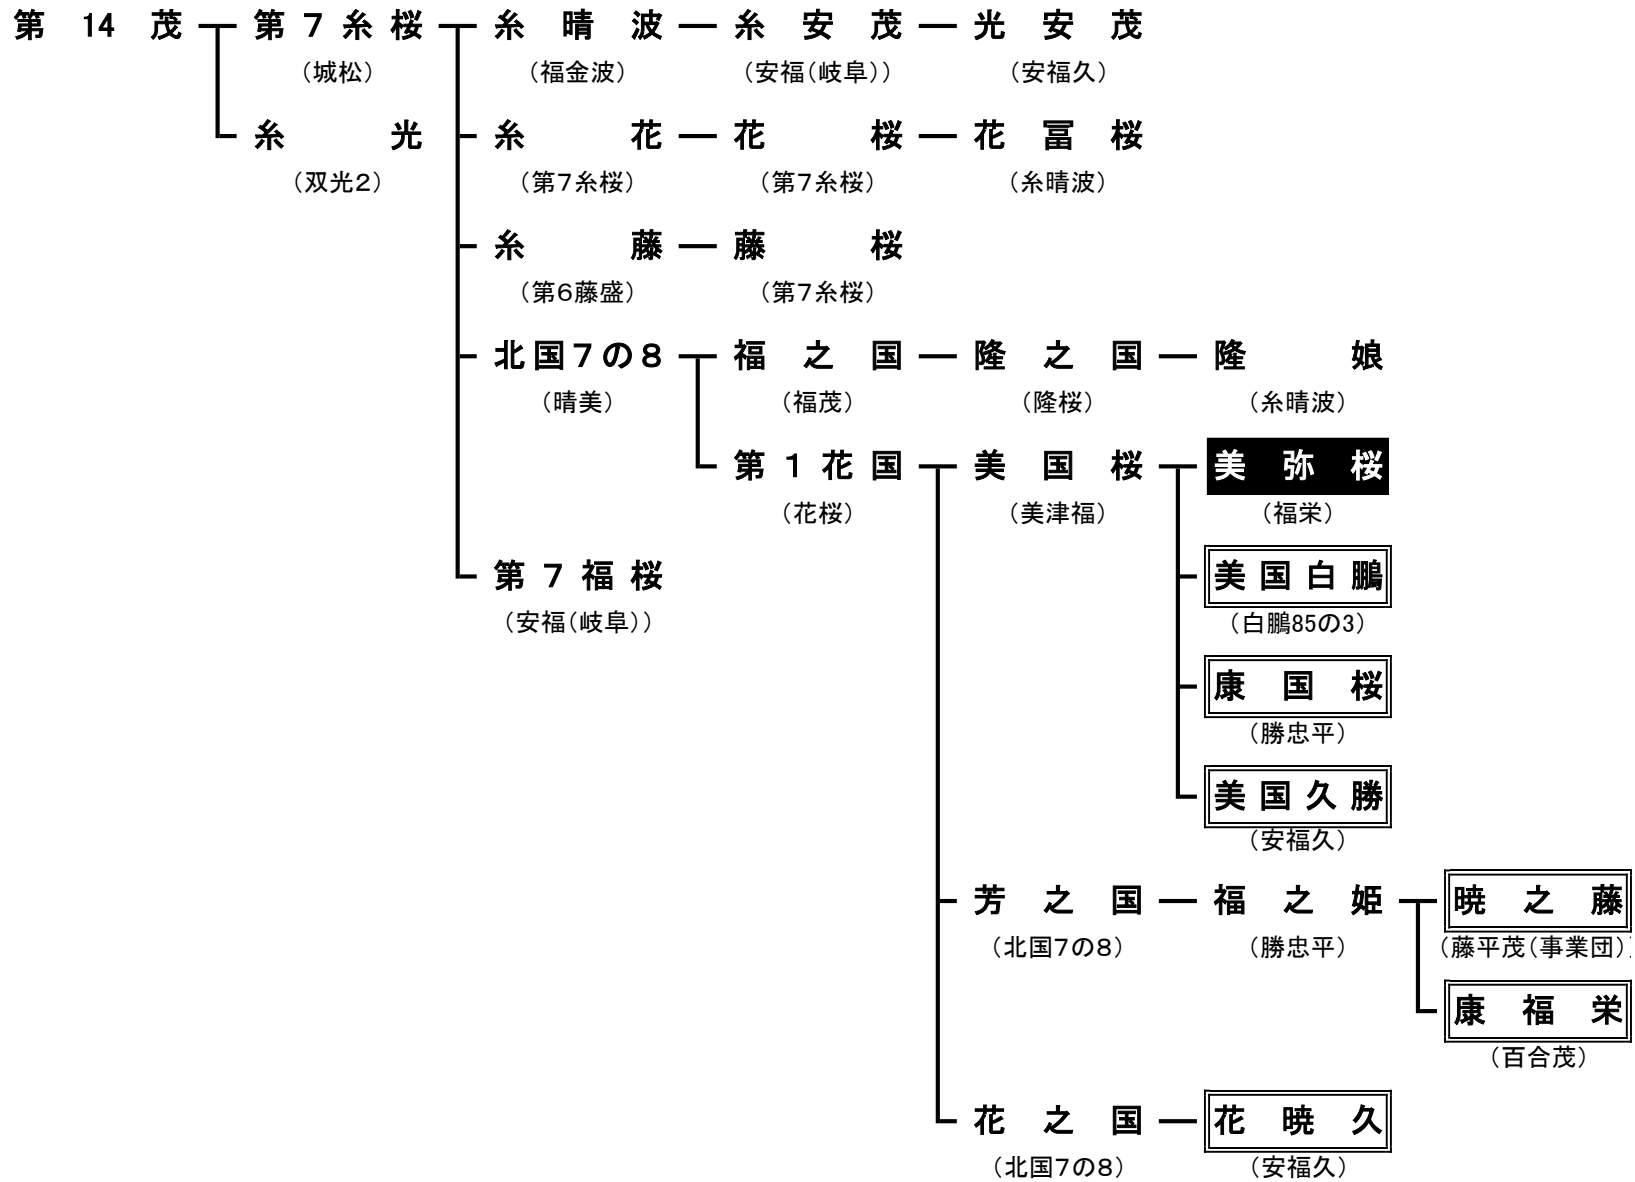 第 14 茂 第7糸桜 糸晴波 糸安茂 光安茂
（城松） （福金波） （安福（岐阜）） （安福久）
糸光 糸花 花桜 花冨桜
（双光２） （第７糸桜） （第７糸桜） （糸晴波）
糸藤 藤桜
（第６藤盛） （第７糸桜）
北国７の８ 福之国 隆之国 隆娘
（晴美） （福茂） （隆桜） （糸晴波）
第１花国 美国桜 美弥桜
（花桜） （美津福） （福栄）
第７福桜 美国白鵬
（安福（岐阜）） （白鵬85の3）
康国桜
（勝忠平）
美国久勝
（安福久）
芳之国 福之姫 暁之藤
（北国７の８） （勝忠平） （藤平茂（事業団））
康福栄
（百合茂）
花之国 花暁久
（北国７の８） （安福久）